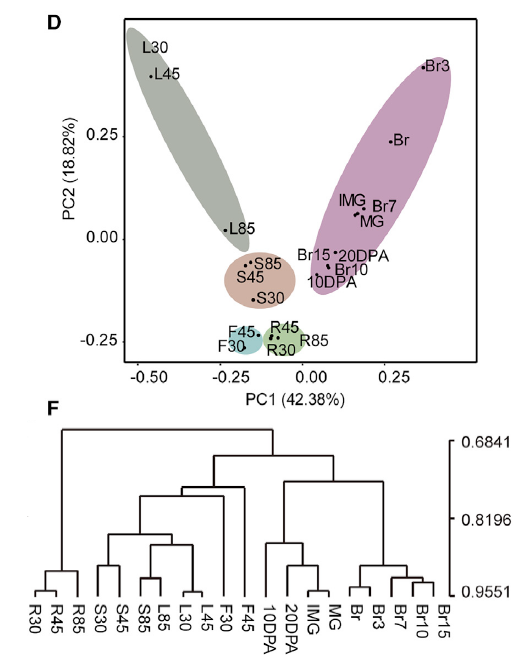 D
L30
L45
Br3
0.25
Br
PC2 (18.82%)
IMG Br7
MG
L85
0.00
Br15 20DPA
S85
S45
Br10
10DPA
S30
F45 R45
F30 R30 R85
-0.25
-0.50 -0.25 0.00 0.25
PC1 (42.38%)
F
0.6841
0.8196
0.9551
R30 R45 R85 S30 S45 S85 L85 L30 L45 F30 F45 10DPA 20DPA IMG MG Br Br3 Br7 Br10 Br15